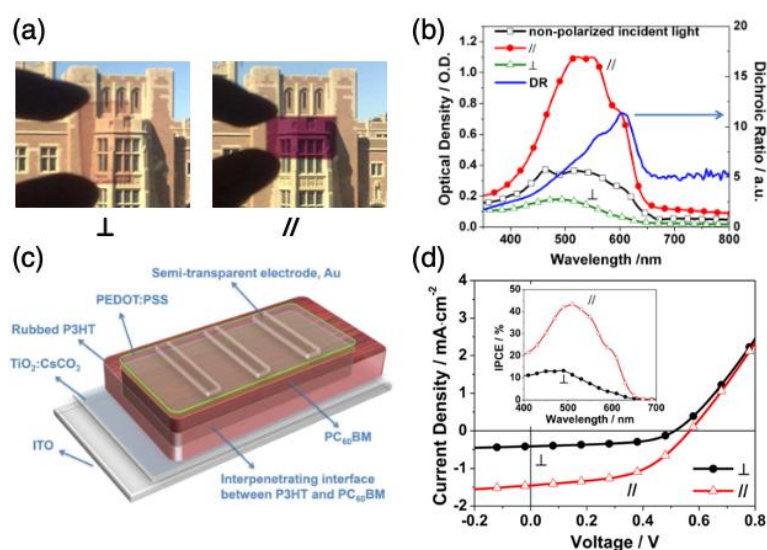 (a)
⊥
//
(b)
non-polarized incident light
//
⊥
DR
//
⊥
Optical Density / O.D.
1.2
1.0
0.8
0.6
0.4
0.2
0.0
20
15
10
5
0
Dichroic Ratio / a.u.
400 500 600 700 800
Wavelength /nm
(c)
Semi-transparent electrode, Au
PEDOT:PSS
Rubbed P3HT
TiO₂:CsCO₃
ITO
PC₆₀BM
Interpenetrating interface
between P3HT and PC₆₀BM
(d)
Current Density / mA·cm⁻²
4
3
2
1
0
-1
-2
-3
IPCE / %
50
40
30
20
10
0
//
⊥
400 500 600 700
Wavelength / nm
⊥
//
⊥
//
-0.2 0.0 0.2 0.4 0.6 0.8
Voltage / V